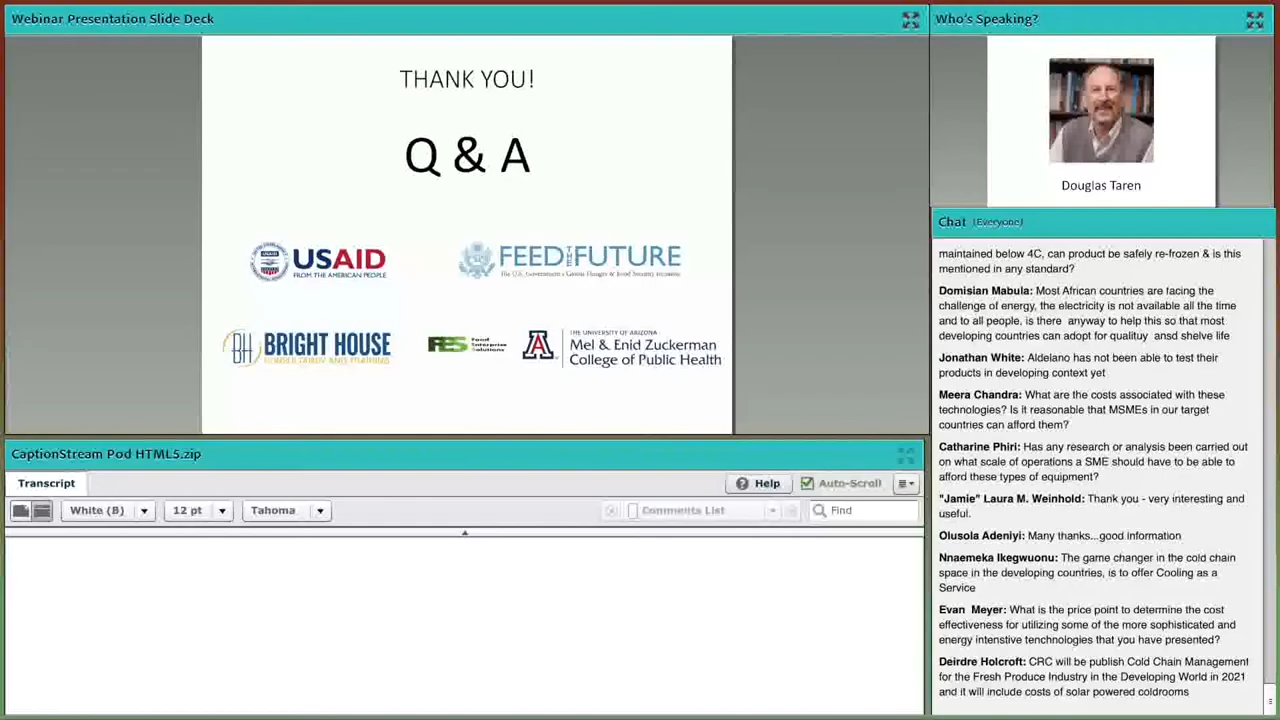 Webinar Presentation Slide Deck
THANK YOU!
Q & A
USAID
FROM THE AMERICAN PEOPLE
FEED THE FUTURE
The U.S. Government's Global Hunger & Food Security Initiative
BH BRIGHT HOUSE
FES Food
Enterprise
Solutions
A
THE UNIVERSITY OF ARIZONA
Mel & Enid Zuckerman
College of Public Health
Who's Speaking?
Douglas Taren
Chat (Everyone)
maintained below 4C, can product be safely re-frozen & is this
mentioned in any standard?
Domisian Mabula: Most African countries are facing the
challenge of energy, the electricity is not available all the time
and to all people, is there anyway to help this so that most
developing countries can adopt for qualituy ansd shelve life
Jonathan White: Aldelano has not been able to test their
products in developing context yet
Meera Chandra: What are the costs associated with these
technologies? Is it reasonable that MSMEs in our target
countries can afford them?
Catharine Phiri: Has any research or analysis been carried out
on what scale of operations a SME should have to be able to
afford these types of equipment?
"Jamie" Laura M. Weinhold: Thank you - very interesting and
useful.
Olusola Adeniyi: Many thanks...good information
Nnaemeka Ikegwuonu: The game changer in the cold chain
space in the developing countries, is to offer Cooling as a
Service
Evan Meyer: What is the price point to determine the cost
effectiveness for utilizing some of the more sophisticated and
energy intenstive tenchnologies that you have presented?
Deirdre Holcroft: CRC will be publish Cold Chain Management
for the Fresh Produce Industry in the Developing World in 2021
and it will include costs of solar powered coldrooms
CaptionStream Pod HTML5.zip
Transcript
Help
Auto-Scroll
White (B)
12 pt
Tahoma
Comments List
Find